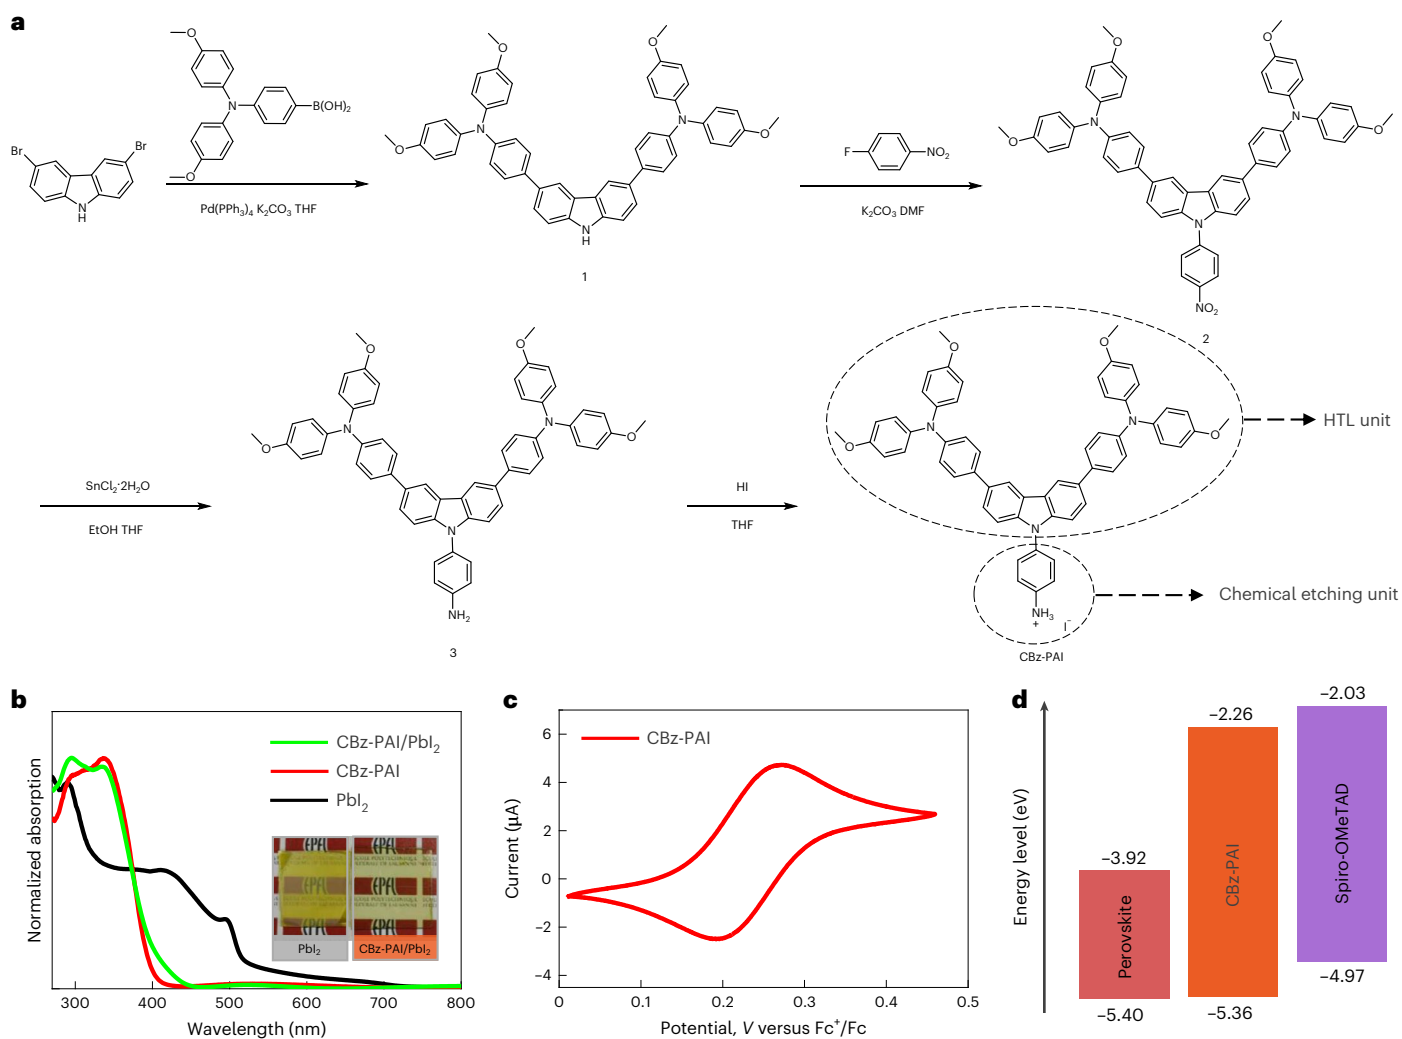 a
O
O
B(OH)₂
N
O
Br
Br
N
H
Pd(PPh₃)₄ K₂CO₃ THF
O
O
N
O
N
O
N
H
1
F
NO₂
K₂CO₃ DMF
O
O
N
O
N
O
N
NO₂
2
SnCl₂·2H₂O
EtOH THF
O
O
N
O
N
O
N
NH₂
3
HI
THF
O
O
N
O
N
O
N
HTL unit
NH₃
+
I⁻
Chemical etching unit
CBz-PAI
b
Normalized absorption
CBz-PAI/PbI₂
CBz-PAI
PbI₂
EPFL
EPFL
PbI₂
CBz-PAI/PbI₂
300
400
500
600
700
800
Wavelength (nm)
c
Current (μA)
CBz-PAI
6
4
2
0
–2
–4
0
0.1
0.2
0.3
0.4
0.5
Potential, V versus Fc⁺/Fc
d
Energy level (eV)
–3.92
Perovskite
–5.40
–2.26
CBz-PAI
–5.36
–2.03
Spiro-OMeTAD
–4.97